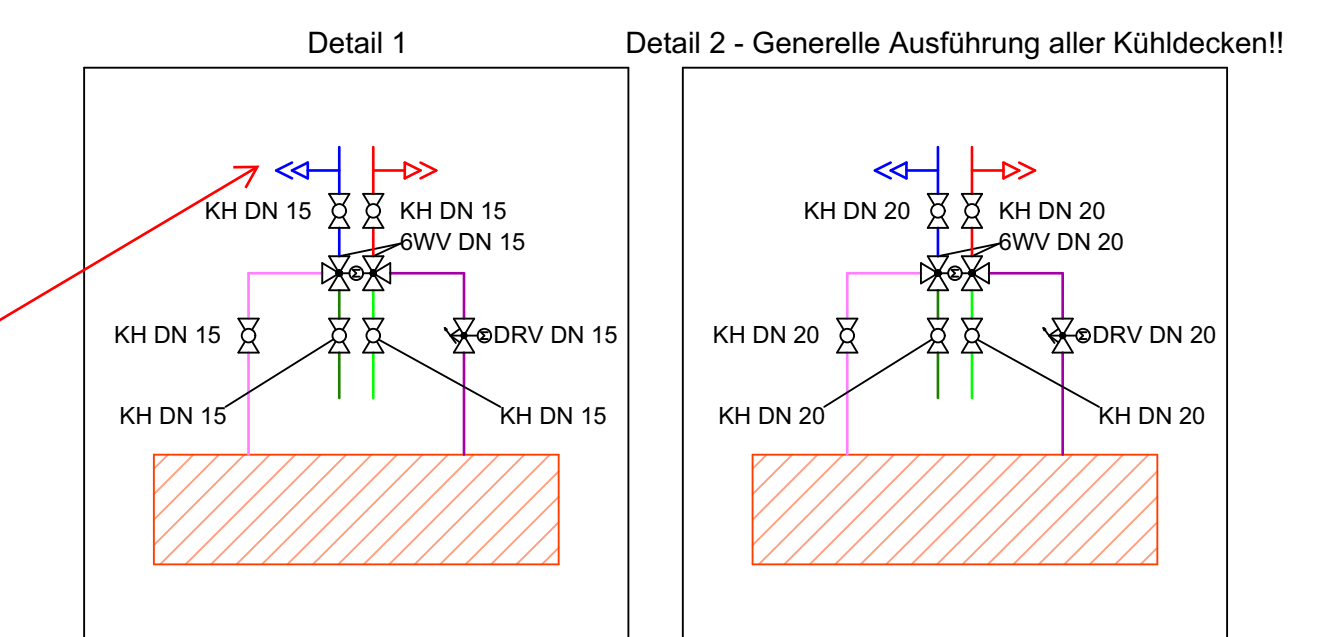 Detail 1
KH DN 15
KH DN 15
6WV DN 15
KH DN 15
DRV DN 15
KH DN 15
KH DN 15
Detail 2 - Generelle Ausführung aller Kühldecken!!
KH DN 20
KH DN 20
6WV DN 20
KH DN 20
DRV DN 20
KH DN 20
KH DN 20